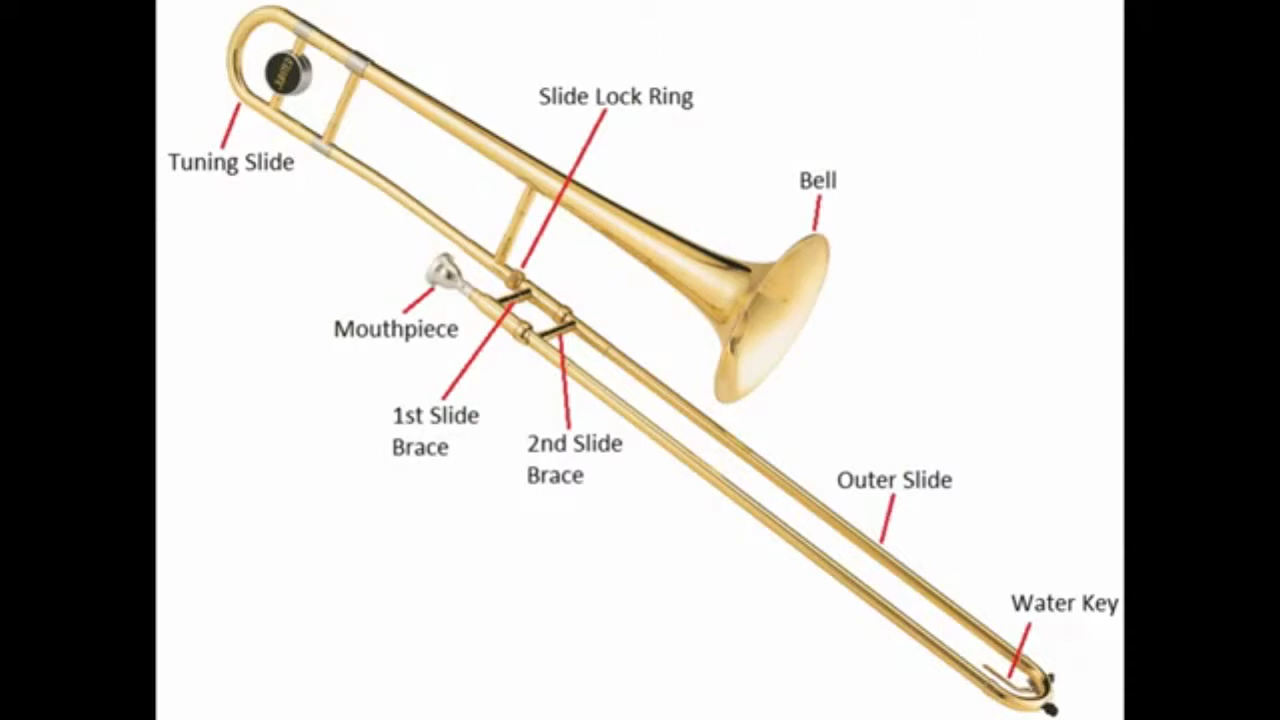 Slide Lock Ring
Tuning Slide
Bell
Mouthpiece
1st Slide
Brace
2nd Slide
Brace
Outer Slide
Water Key